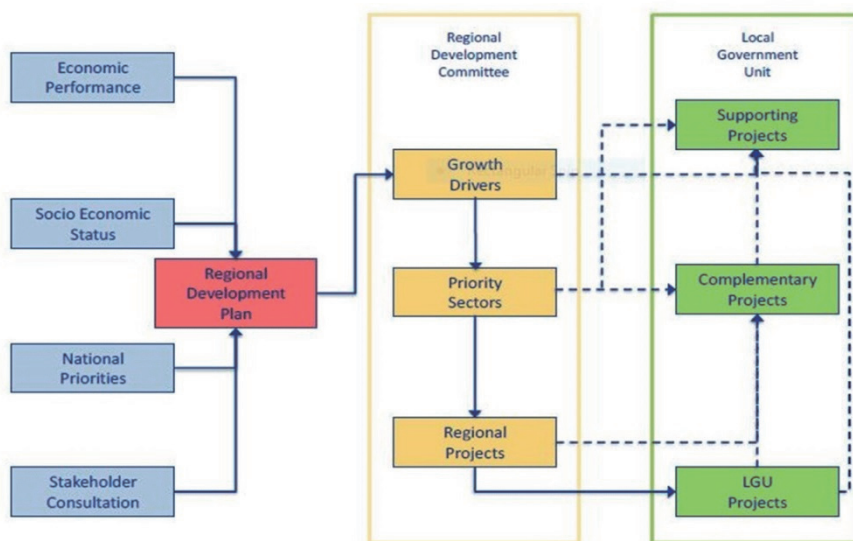 Economic
Performance
Socio Economic
Status
National
Priorities
Stakeholder
Consultation
Regional
Development
Plan
Regional
Development
Committee
Growth
Drivers
Priority
Sectors
Regional
Projects
Local
Government
Unit
Supporting
Projects
Complementary
Projects
LGU
Projects